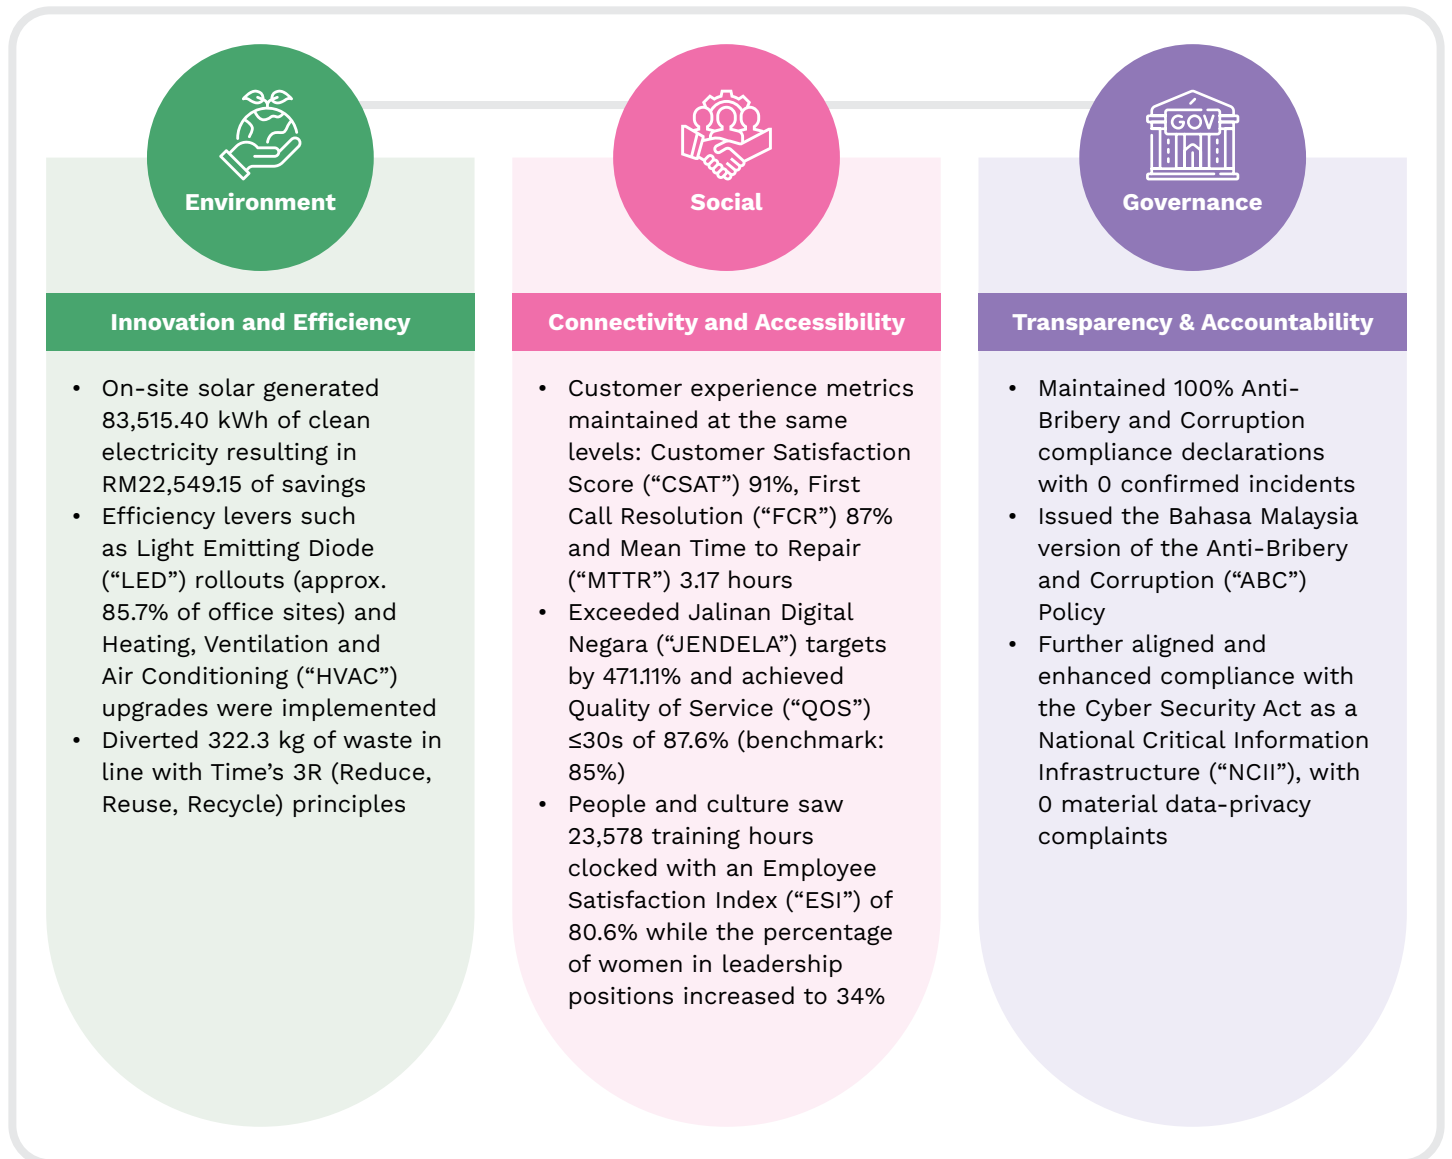 Environment
Innovation and Efficiency
• On-site solar generated
83,515.40 kWh of clean
electricity resulting in
RM22,549.15 of savings
• Efficiency levers such
as Light Emitting Diode
(“LED”) rollouts (approx.
85.7% of office sites) and
Heating, Ventilation and
Air Conditioning (“HVAC”)
upgrades were implemented
• Diverted 322.3 kg of waste in
line with Time’s 3R (Reduce,
Reuse, Recycle) principles
Social
Connectivity and Accessibility
• Customer experience metrics
maintained at the same
levels: Customer Satisfaction
Score (“CSAT”) 91%, First
Call Resolution (“FCR”) 87%
and Mean Time to Repair
(“MTTR”) 3.17 hours
• Exceeded Jalinan Digital
Negara (“JENDELA”) targets
by 471.11% and achieved
Quality of Service (“QOS”)
≤30s of 87.6% (benchmark:
85%)
• People and culture saw
23,578 training hours
clocked with an Employee
Satisfaction Index (“ESI”) of
80.6% while the percentage
of women in leadership
positions increased to 34%
GOV
Governance
Transparency & Accountability
• Maintained 100% Anti-
Bribery and Corruption
compliance declarations
with 0 confirmed incidents
• Issued the Bahasa Malaysia
version of the Anti-Bribery
and Corruption (“ABC”)
Policy
• Further aligned and
enhanced compliance with
the Cyber Security Act as a
National Critical Information
Infrastructure (“NCII”), with
0 material data-privacy
complaints